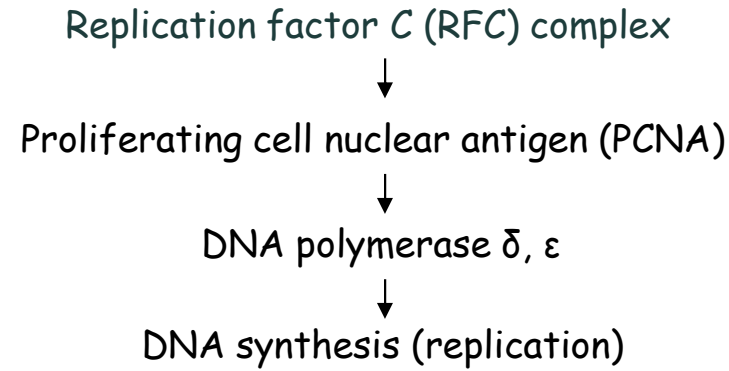 Replication factor C (RFC) complex
Proliferating cell nuclear antigen (PCNA)
DNA polymerase δ, ε
DNA synthesis (replication)